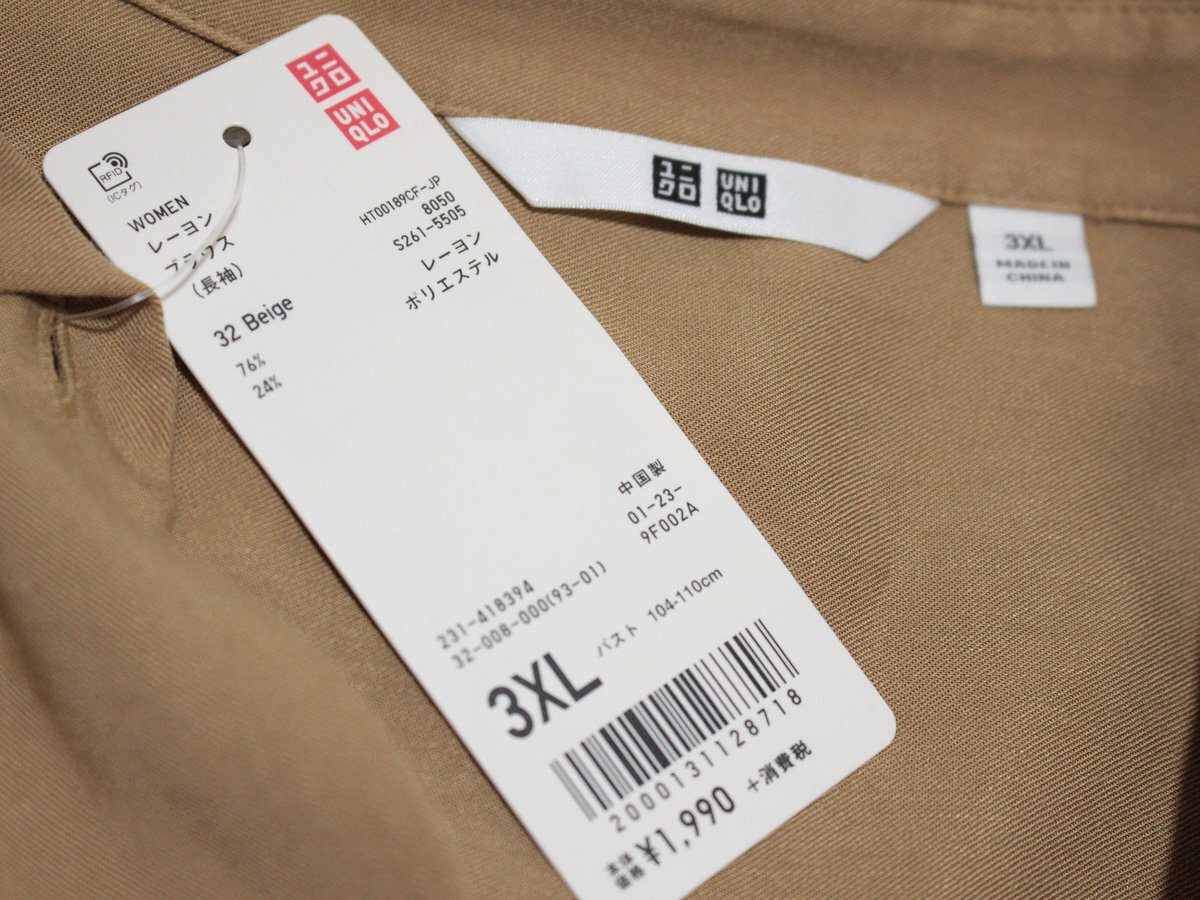 ユニ
クロ
UNI
QLO
RFID
(ICタグ)
WOMEN
レーヨン
ブラウス
(長袖)
HT00189CF-JP
8050
S261-5505
32 Beige
レーヨン
ポリエステル
76%
24%
中国製
01-23-
9F002A
231-418394
32-008-000(93-01)
3XL
バスト 104-110cm
2000131128718
本体
価格
¥1,990 +消費税
ユニ
クロ
UNI
QLO
3XL
MADE IN
CHINA